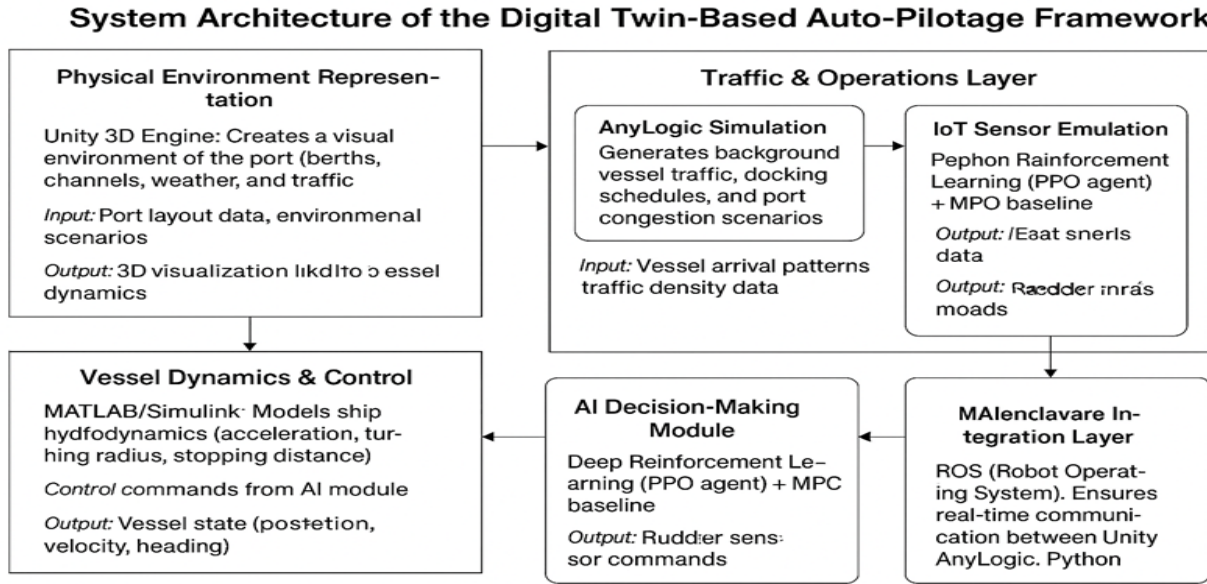 System Architecture of the Digital Twin-Based Auto-Pilotage Framework
Physical Environment Represen-
tation
Unity 3D Engine: Creates a visual
environment of the port (berths,
channels, weather, and traffic
Input: Port layout data, environmenal
scenarios
Output: 3D visualization essel
dynamics
Traffic & Operations Layer
AnyLogic Simulation
Generates background
vessel traffic, docking
schedules, and port
congestion scenarios
Input: Vessel arrival patterns
traffic density data
IoT Sensor Emulation
Pephon Rainforcement
Learning (PPO agent)
+ MPO baseline
Output:
data
Output:
moads
Vessel Dynamics & Control
MATLAB/Simulink· Models ship
hydfodynamics (acceleration, tur-
hing radius, stopping distance)
Control commands from AI module
Output: Vessel state (postetion,
velocity, heading)
AI Decision-Making
Module
Deep Reinforcement Le-
arning (PPO agent) + MPC
baseline
Output: Rudder sens
sor commands
MAIenclavare In-
tegration Layer
ROS (Robot Operat-
ing System). Ensures
real-time communi-
cation between Unity
AnyLogic. Python